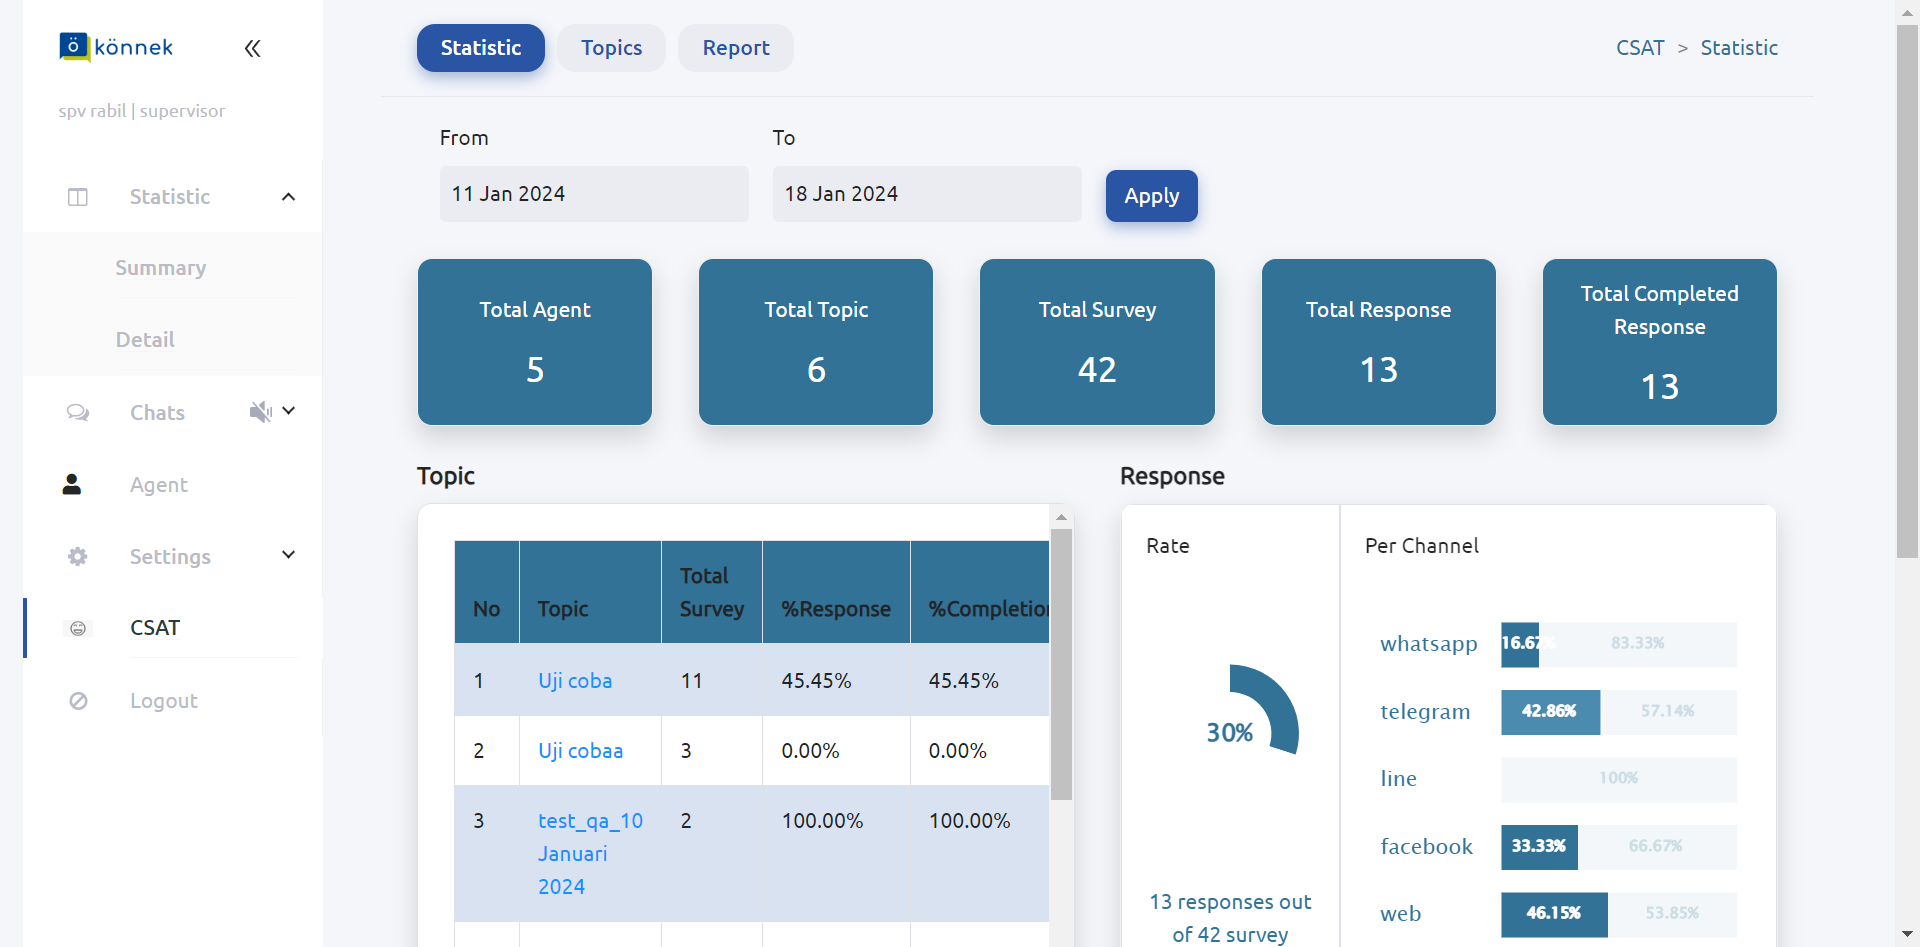 könnek
spv rabil | supervisor
Statistic
Summary
Detail
Chats
Agent
Settings
CSAT
Logout
Statistic
Topics
Report
CSAT > Statistic
From
To
11 Jan 2024
18 Jan 2024
Apply
Total Agent
5
Total Topic
6
Total Survey
42
Total Response
13
Total Completed
Response
13
Topic
No
Topic
Total
Survey
%Response
%Completion
1
Uji coba
11
45.45%
45.45%
2
Uji cobaa
3
0.00%
0.00%
3
test_qa_10
Januari
2024
2
100.00%
100.00%
Response
Rate
30%
13 responses out
of 42 survey
Per Channel
whatsapp
16.67%
83.33%
telegram
42.86%
57.14%
line
100%
facebook
33.33%
66.67%
web
46.15%
53.85%